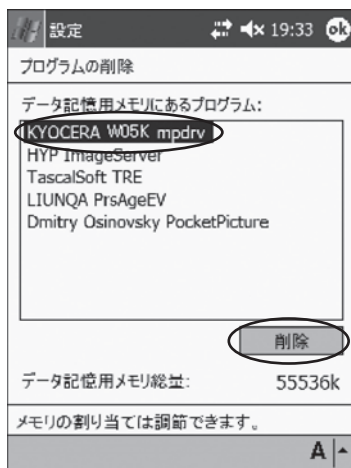 設定 19:33 ok
プログラムの削除
データ記憶用メモリにあるプログラム:
KYOCERA W05K mpdrv
HYP ImageServer
TascalSoft TRE
LIUNQA PrsAgeEV
Dmitry Osinovsky PocketPicture
削除
データ記憶用メモリ総量: 55536k
メモリの割り当ては調節できます。
A